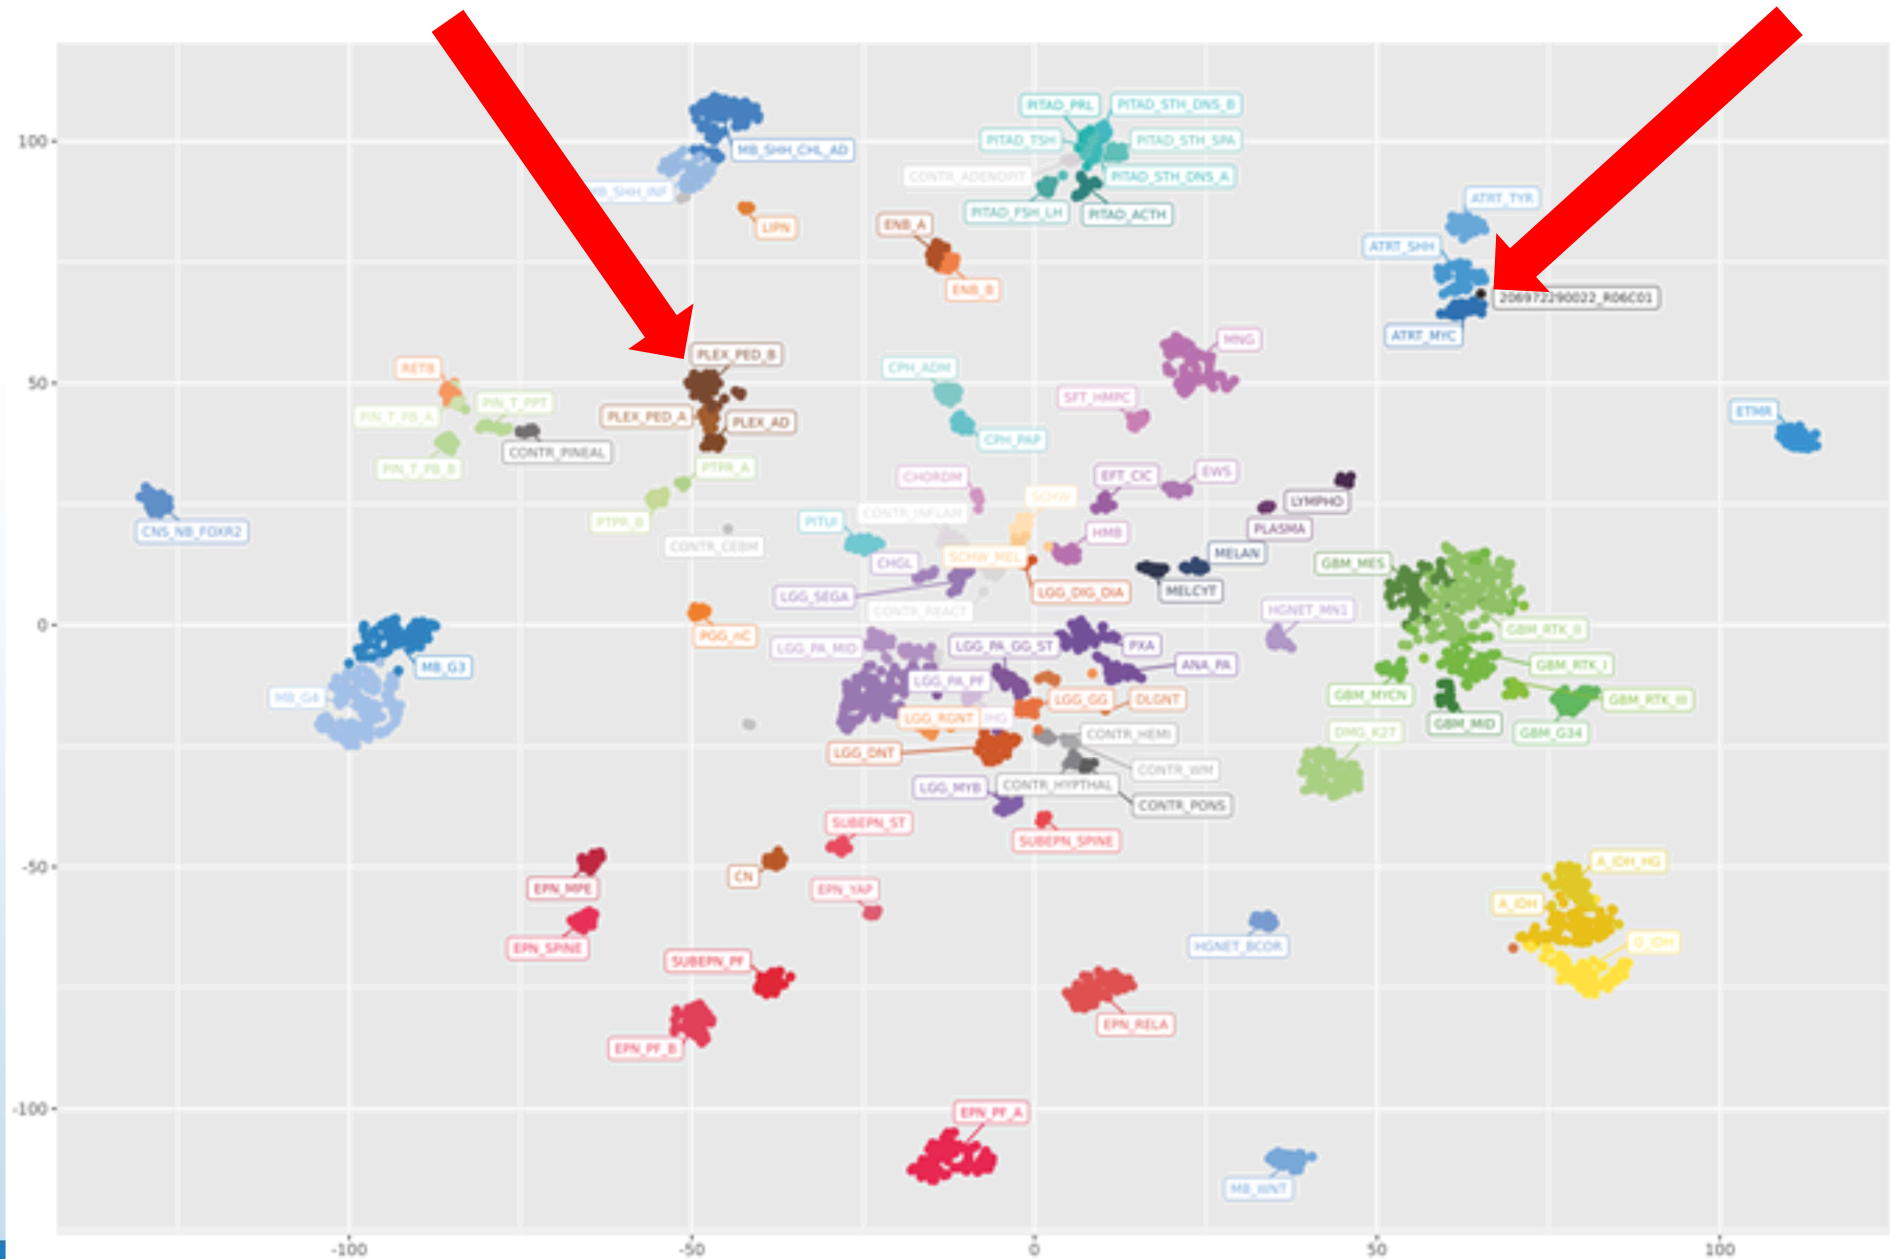 PITAD_PRL
PITAD_STH_DNS_B
100
MB_SHH_CHL_AD
PITAD_TSH
PITAD_STH_SPA
CONTR_ADENOPIT
PITAD_STH_DNS_A
MB_SHH_INF
ATRT_TYR
PITAD_FSH_LH
PITAD_ACTH
LIPN
ENB_A
ATRT_SHH
ENB_B
206972290022_R06C01
ATRT_MYC
MNG
PLEX_PED_B
RETB
CPH_ADM
50
SFT_HMPC
PIN_T_PB_A
PIN_T_PPT
PLEX_PED_A
PLEX_AD
ETMR
CPH_PAP
CONTR_PINEAL
PIN_T_PB_B
PTPR_A
CHORDM
EFT_CIC
EWS
SCHW
LYMPHO
CONTR_INFLAM
PTPR_B
PITUI
CNS_NB_FOXR2
PLASMA
HMB
CONTR_CEBM
SCHW_MEL
MELAN
CHGL
GBM_MES
LGG_DIG_DIA
MELCYT
LGG_SEGA
CONTR_REACT
HGNET_MN1
0
PGG_nC
GBM_RTK_II
LGG_PA_MID
LGG_PA_GG_ST
PXA
MB_G3
ANA_PA
GBM_RTK_I
LGG_PA_PF
MB_G4
GBM_MYCN
LGG_GG
DLGNT
GBM_RTK_III
LGG_RGNT
IHG
GBM_MID
CONTR_HEMI
DMG_K27
GBM_G34
LGG_DNT
CONTR_WM
LGG_MYB
CONTR_HYPTHAL
CONTR_PONS
SUBEPN_ST
SUBEPN_SPINE
-50
A_IDH_HG
CN
EPN_MPE
EPN_YAP
A_IDH
EPN_SPINE
HGNET_BCOR
O_IDH
SUBEPN_PF
EPN_RELA
EPN_PF_B
-100
EPN_PF_A
MB_WNT
-100
-50
0
50
100